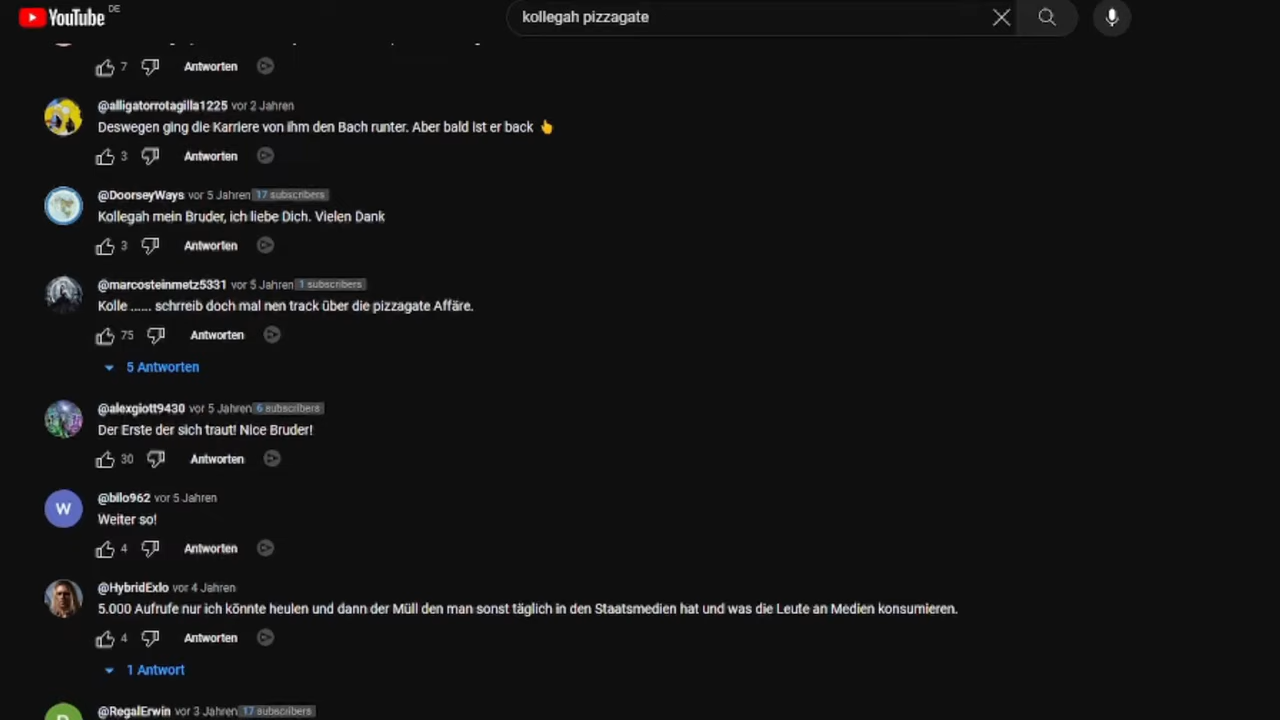 YouTube DE
kollegah pizzagate
7 Antworten
@alligatorrotagilla1225 vor 2 Jahren
Deswegen ging die Karriere von ihm den Bach runter. Aber bald ist er back 👆
3 Antworten
@DoorseyWays vor 5 Jahren 17 subscribers
Kollegah mein Bruder, ich liebe Dich. Vielen Dank
3 Antworten
@marcosteinmetz5331 vor 5 Jahren 1 subscribers
Kolle ...... schrreib doch mal nen track über die pizzagate Affäre.
75 Antworten
5 Antworten
@alexgiott9430 vor 5 Jahren 6 subscribers
Der Erste der sich traut! Nice Bruder!
30 Antworten
W
@bilo962 vor 5 Jahren
Weiter so!
4 Antworten
@HybridExlo vor 4 Jahren
5.000 Aufrufe nur ich könnte heulen und dann der Müll den man sonst täglich in den Staatsmedien hat und was die Leute an Medien konsumieren.
4 Antworten
1 Antwort
@RegalErwin vor 3 Jahren 17 subscribers